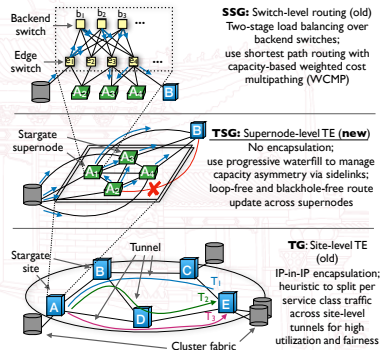 Backend
switch
b1 b2 b3 ...
SSG: Switch-level routing (old)
Two-stage load balancing over
backend switches;
use shortest path routing with
capacity-based weighted cost
multipathing (WCMP)
Edge
switch
...
A2 A3 A4 B
Stargate
supernode
B
A1 A2 A3 A4
TSG: Supernode-level TE (new)
No encapsulation;
use progressive waterfill to manage
capacity asymmetry via sidelinks;
loop-free and blackhole-free route
update across supernodes
Stargate
site
Tunnel
TG: Site-level TE
(old)
IP-in-IP encapsulation;
heuristic to split per
service class traffic
across site-level
tunnels for high
utilization and fairness
B C
T1
A T2 E
D T3
Cluster fabric